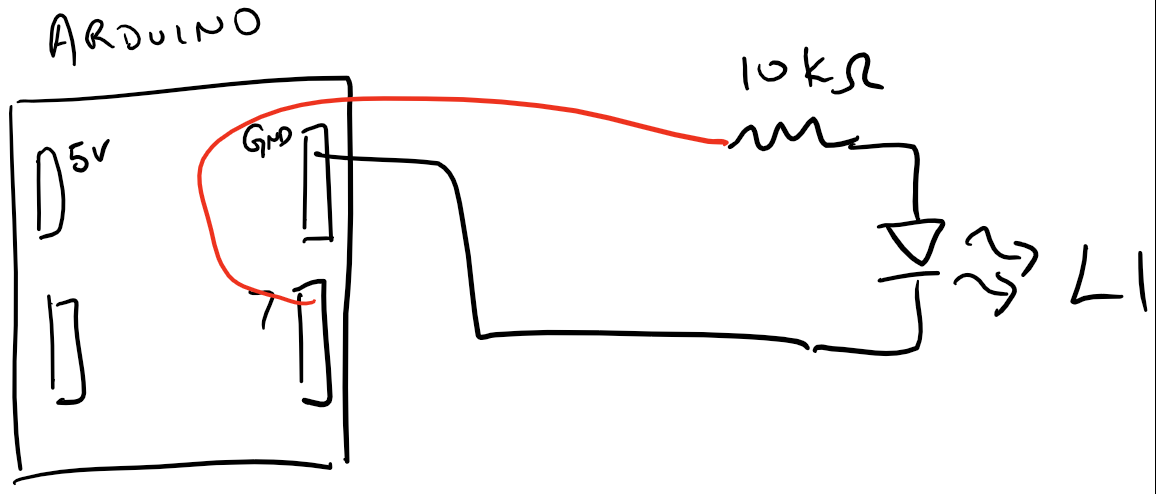 ARDUINO
10kΩ
5V
GND
L1
7